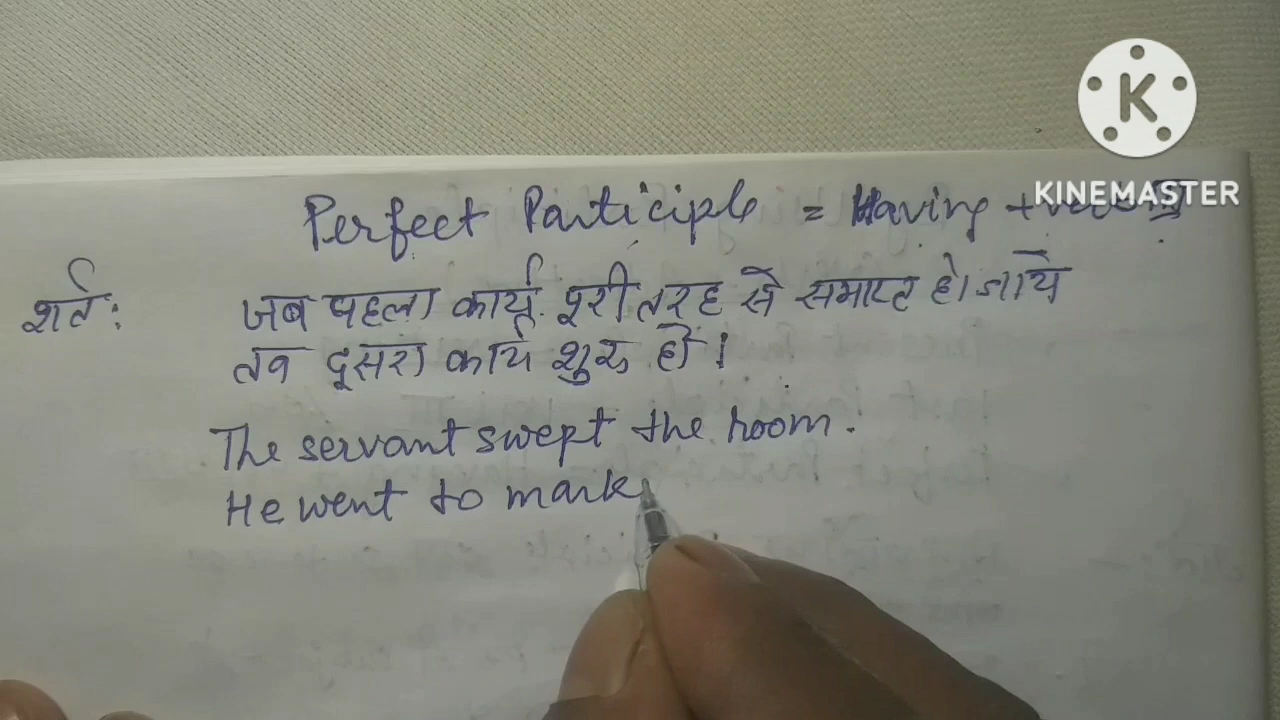 K
KINEMASTER
Perfect Participle = Having +
शर्त: जब पहला कार्य पूरी तरह से समाप्त हो जाये
तब दूसरा कार्य शुरू हो।
The servant swept the room.
He went to mark